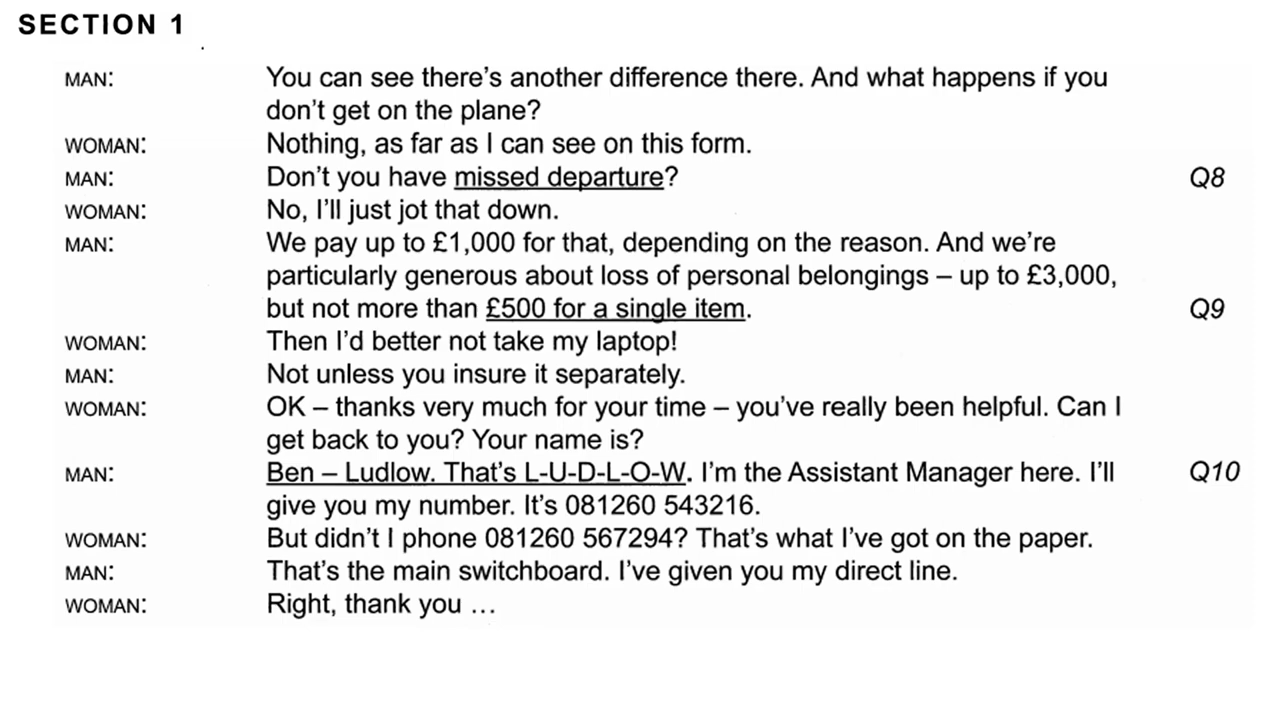 SECTION 1
MAN: You can see there's another difference there. And what happens if you
don't get on the plane?
WOMAN: Nothing, as far as I can see on this form.
MAN: Don't you have missed departure? Q8
WOMAN: No, I'll just jot that down.
MAN: We pay up to £1,000 for that, depending on the reason. And we're
particularly generous about loss of personal belongings – up to £3,000,
but not more than £500 for a single item. Q9
WOMAN: Then I'd better not take my laptop!
MAN: Not unless you insure it separately.
WOMAN: OK – thanks very much for your time – you've really been helpful. Can I
get back to you? Your name is?
MAN: Ben – Ludlow. That's L-U-D-L-O-W. I'm the Assistant Manager here. I'll Q10
give you my number. It's 081260 543216.
WOMAN: But didn't I phone 081260 567294? That's what I've got on the paper.
MAN: That's the main switchboard. I've given you my direct line.
WOMAN: Right, thank you …